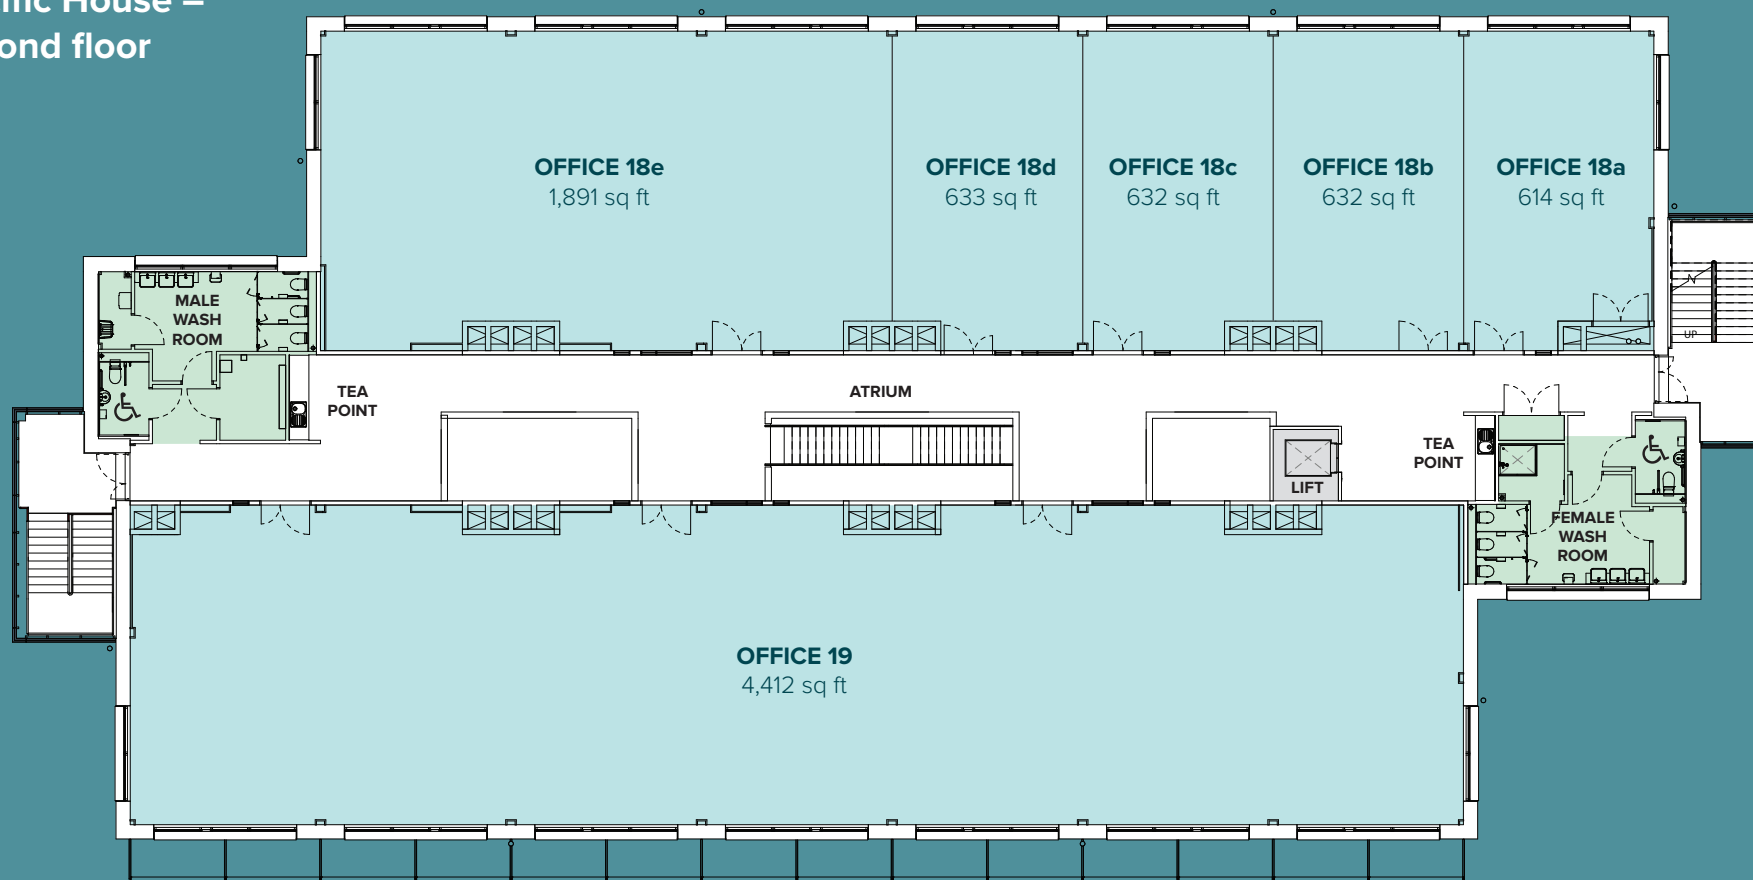 House –
floor
OFFICE 18e
1,891 sq ft
OFFICE 18d
633 sq ft
OFFICE 18c
632 sq ft
OFFICE 18b
632 sq ft
OFFICE 18a
614 sq ft
MALE
WASH
ROOM
TEA
POINT
ATRIUM
UP
TEA
POINT
LIFT
FEMALE
WASH
ROOM
OFFICE 19
4,412 sq ft